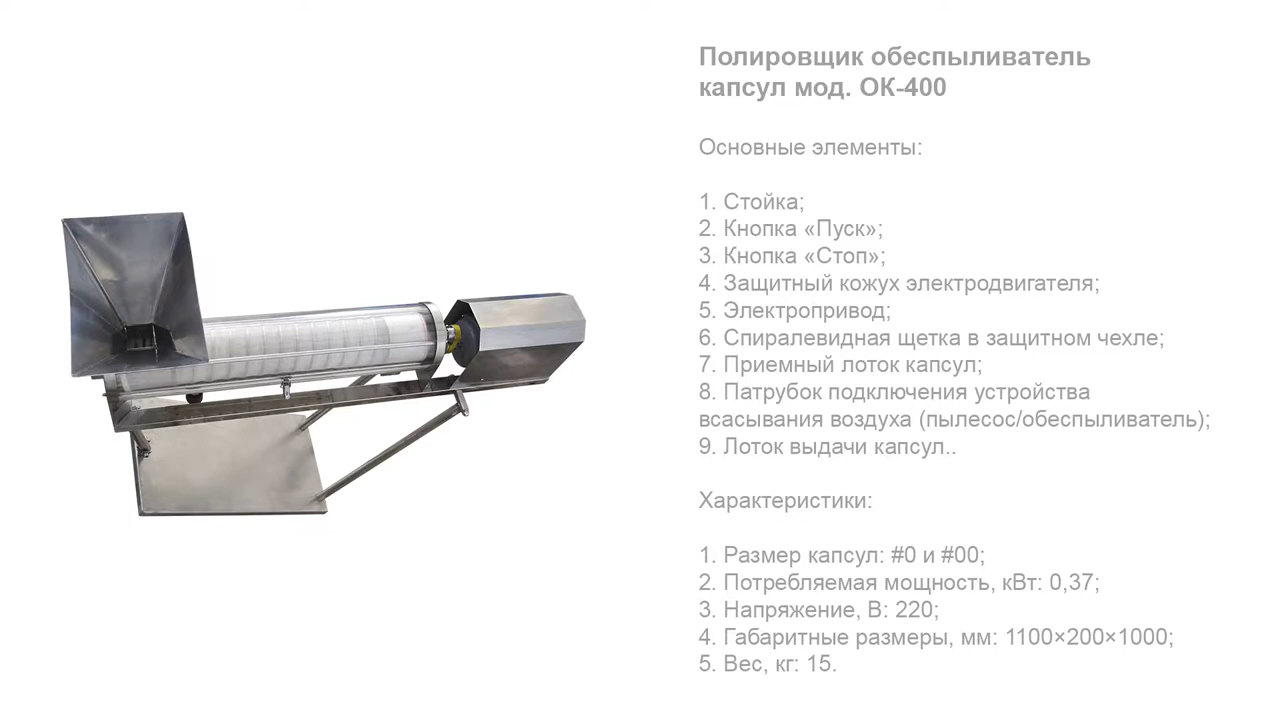 Полировщик обеспыливатель
капсул мод. ОК-400
Основные элементы:
1. Стойка;
2. Кнопка «Пуск»;
3. Кнопка «Стоп»;
4. Защитный кожух электродвигателя;
5. Электропривод;
6. Спиралевидная щетка в защитном чехле;
7. Приемный лоток капсул;
8. Патрубок подключения устройства
всасывания воздуха (пылесос/обеспыливатель);
9. Лоток выдачи капсул..
Характеристики:
1. Размер капсул: #0 и #00;
2. Потребляемая мощность, кВт: 0,37;
3. Напряжение, В: 220;
4. Габаритные размеры, мм: 1100×200×1000;
5. Вес, кг: 15.